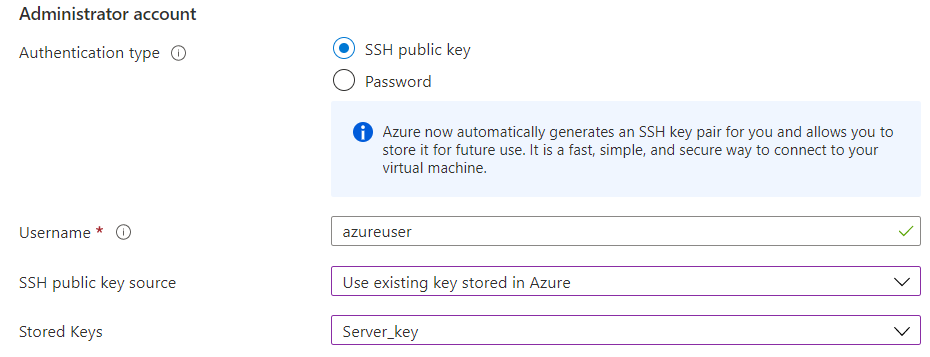 Administrator account
Authentication type
SSH public key
Password
Azure now automatically generates an SSH key pair for you and allows you to
store it for future use. It is a fast, simple, and secure way to connect to your
virtual machine.
Username *
azureuser
SSH public key source
Use existing key stored in Azure
Stored Keys
Server_key